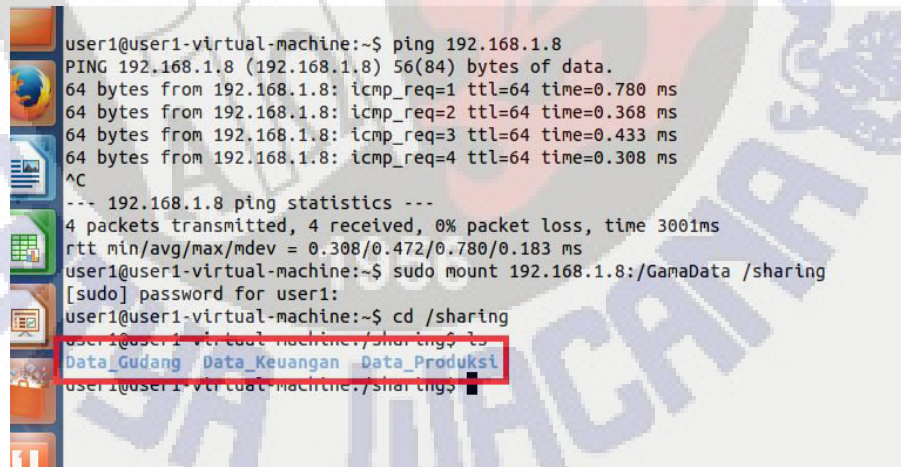 user1@user1-virtual-machine:~$ ping 192.168.1.8
PING 192.168.1.8 (192.168.1.8) 56(84) bytes of data.
64 bytes from 192.168.1.8: icmp_req=1 ttl=64 time=0.780 ms
64 bytes from 192.168.1.8: icmp_req=2 ttl=64 time=0.368 ms
64 bytes from 192.168.1.8: icmp_req=3 ttl=64 time=0.433 ms
64 bytes from 192.168.1.8: icmp_req=4 ttl=64 time=0.308 ms
^C
--- 192.168.1.8 ping statistics ---
4 packets transmitted, 4 received, 0% packet loss, time 3001ms
rtt min/avg/max/mdev = 0.308/0.472/0.780/0.183 ms
user1@user1-virtual-machine:~$ sudo mount 192.168.1.8:/GamaData /sharing
[sudo] password for user1:
user1@user1-virtual-machine:~$ cd /sharing
user1@user1-virtual-machine:/sharing$ ls
Data_Gudang Data_Keuangan Data_Produksi
user1@user1-virtual-machine:/sharing$
1956
WACANA